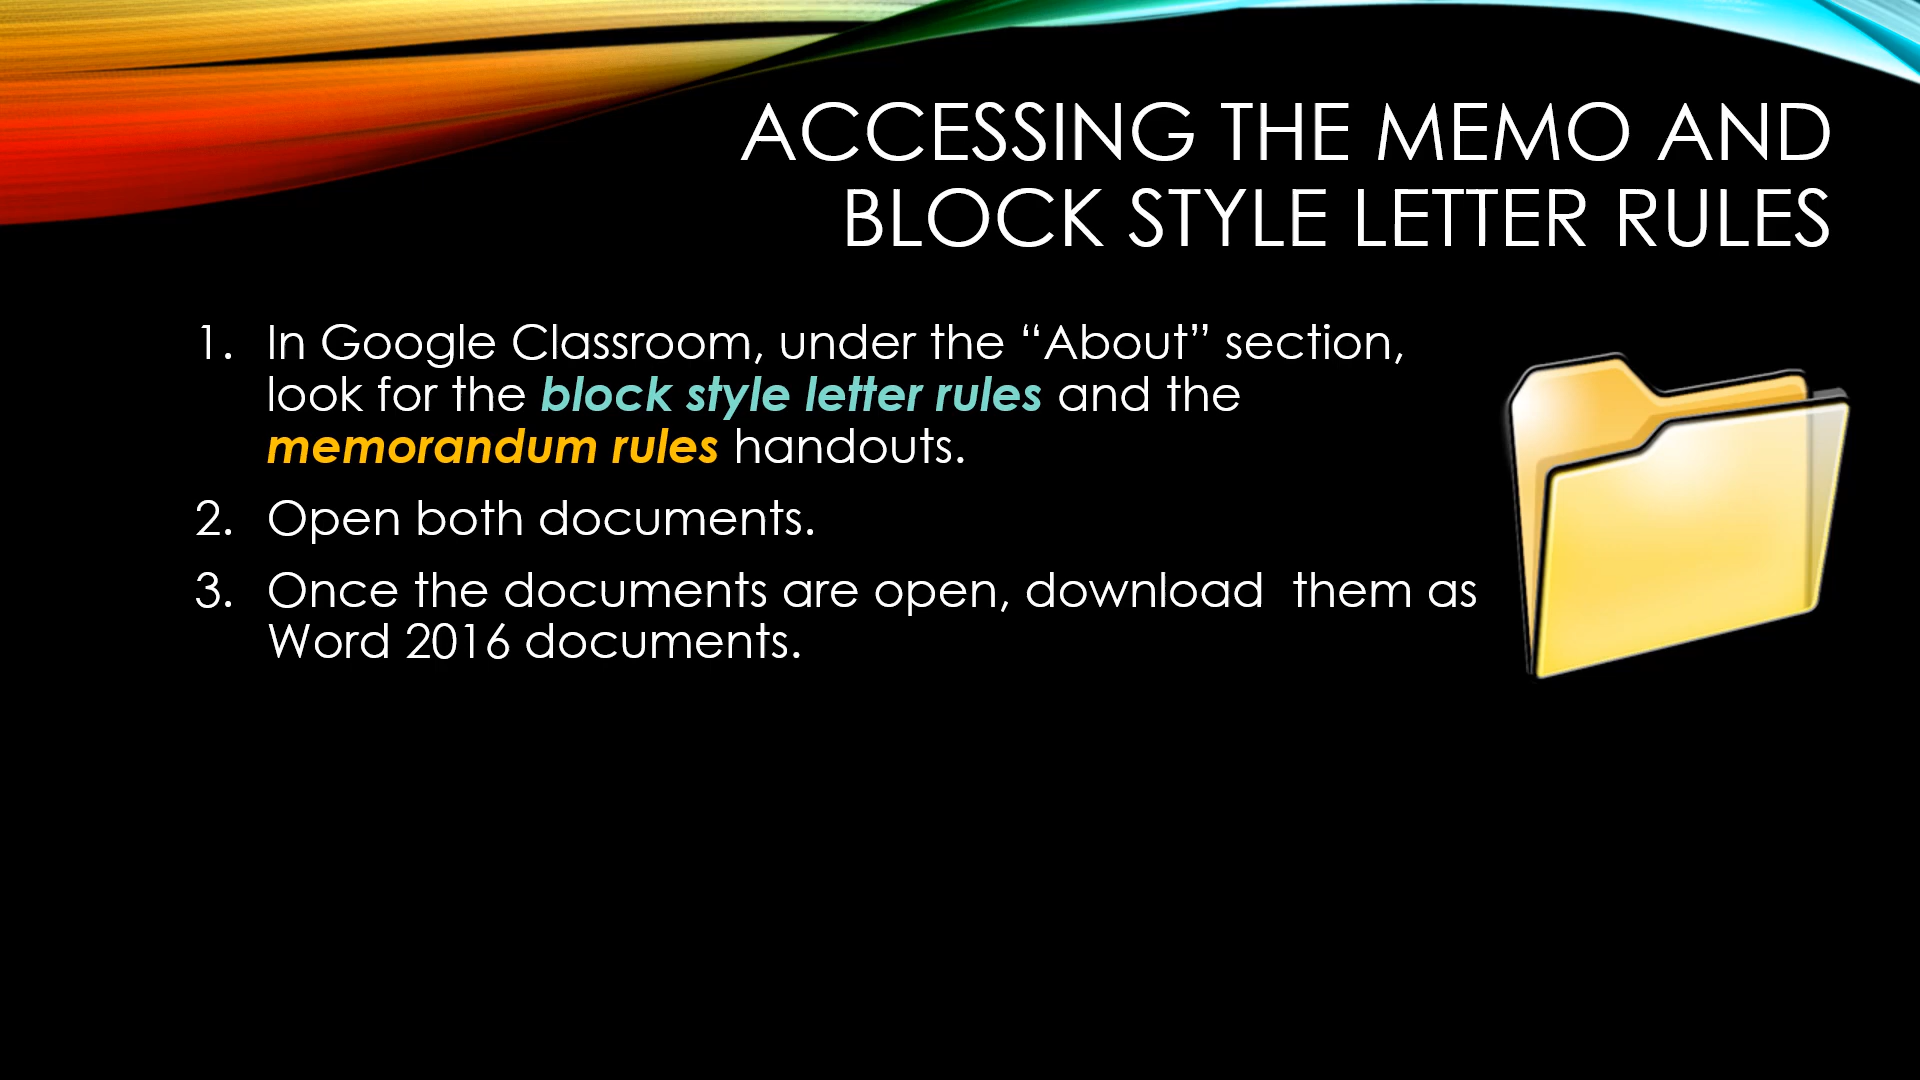 ACCESSING THE MEMO AND
BLOCK STYLE LETTER RULES
1. In Google Classroom, under the “About” section,
look for the block style letter rules and the
memorandum rules handouts.
2. Open both documents.
3. Once the documents are open, download  them as
Word 2016 documents.